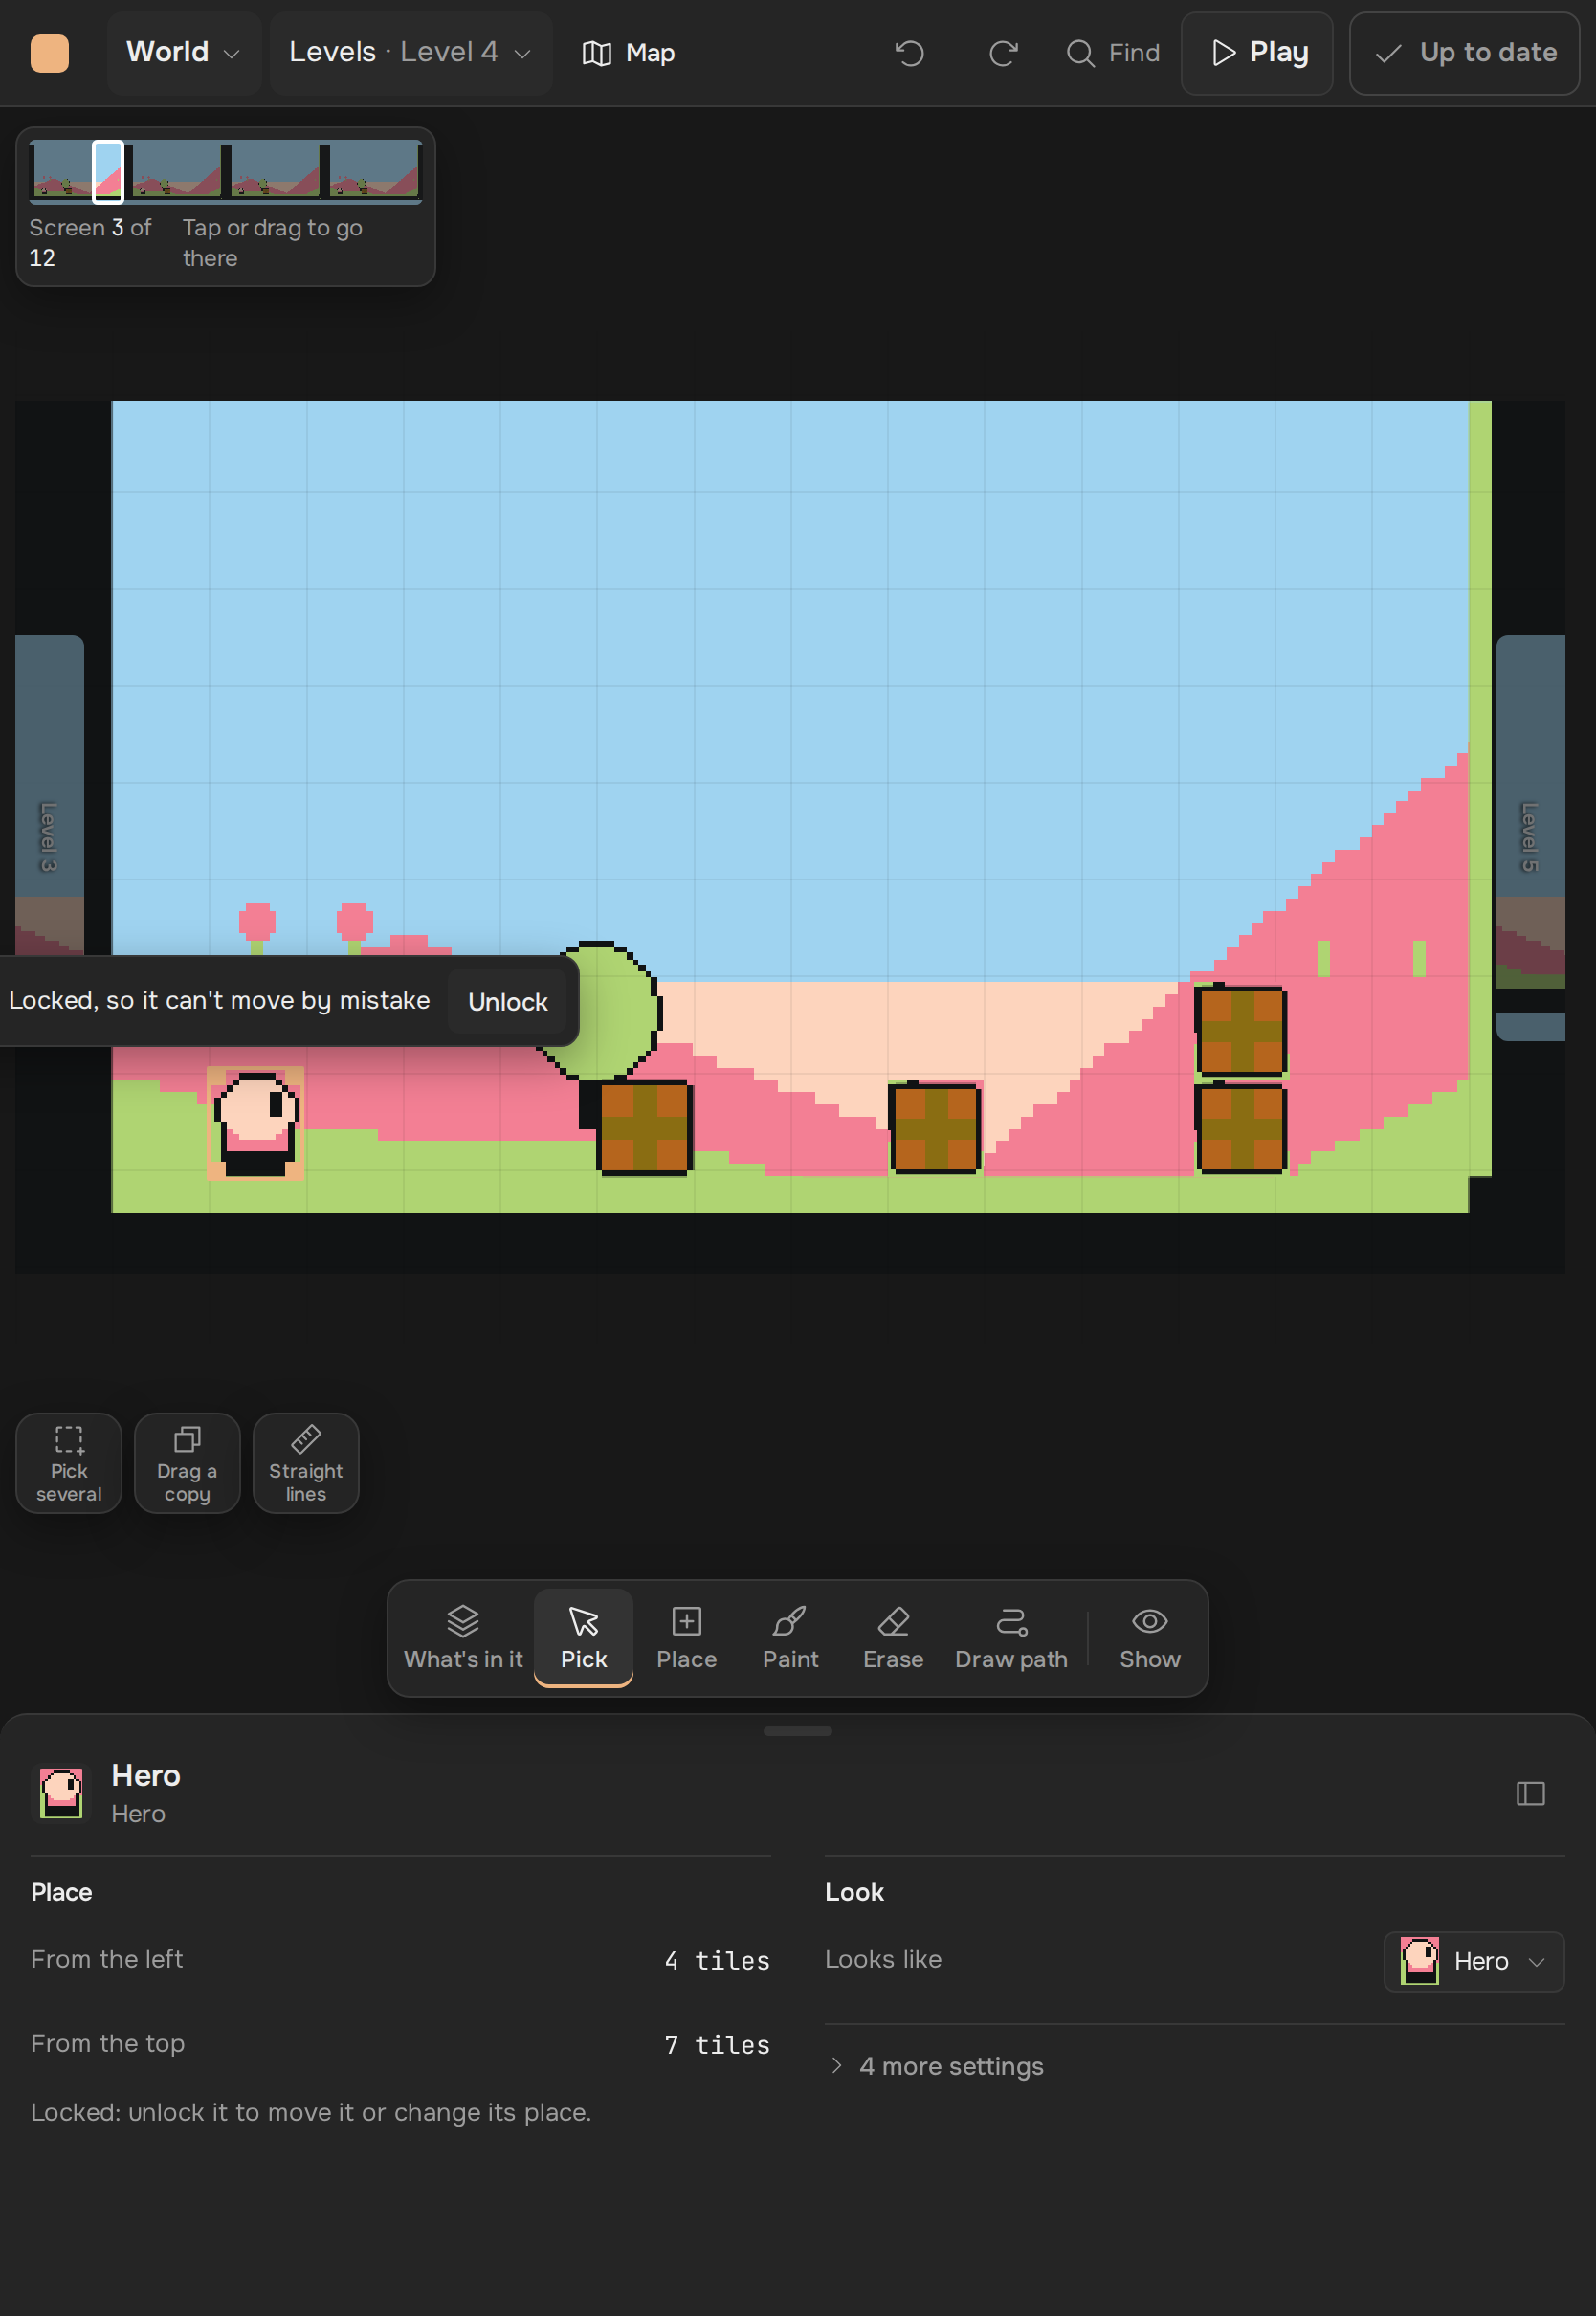 World
Levels · Level 4
Map
Find
Play
Up to date
Screen 3 of
12
Tap or drag to go
there
Level 3
Level 5
Locked, so it can't move by mistake
Unlock
Pick
several
Drag a
copy
Straight
lines
What's in it
Pick
Place
Paint
Erase
Draw path
Show
Hero
Hero
Place
From the left
4 tiles
From the top
7 tiles
Locked: unlock it to move it or change its place.
Look
Looks like
Hero
4 more settings